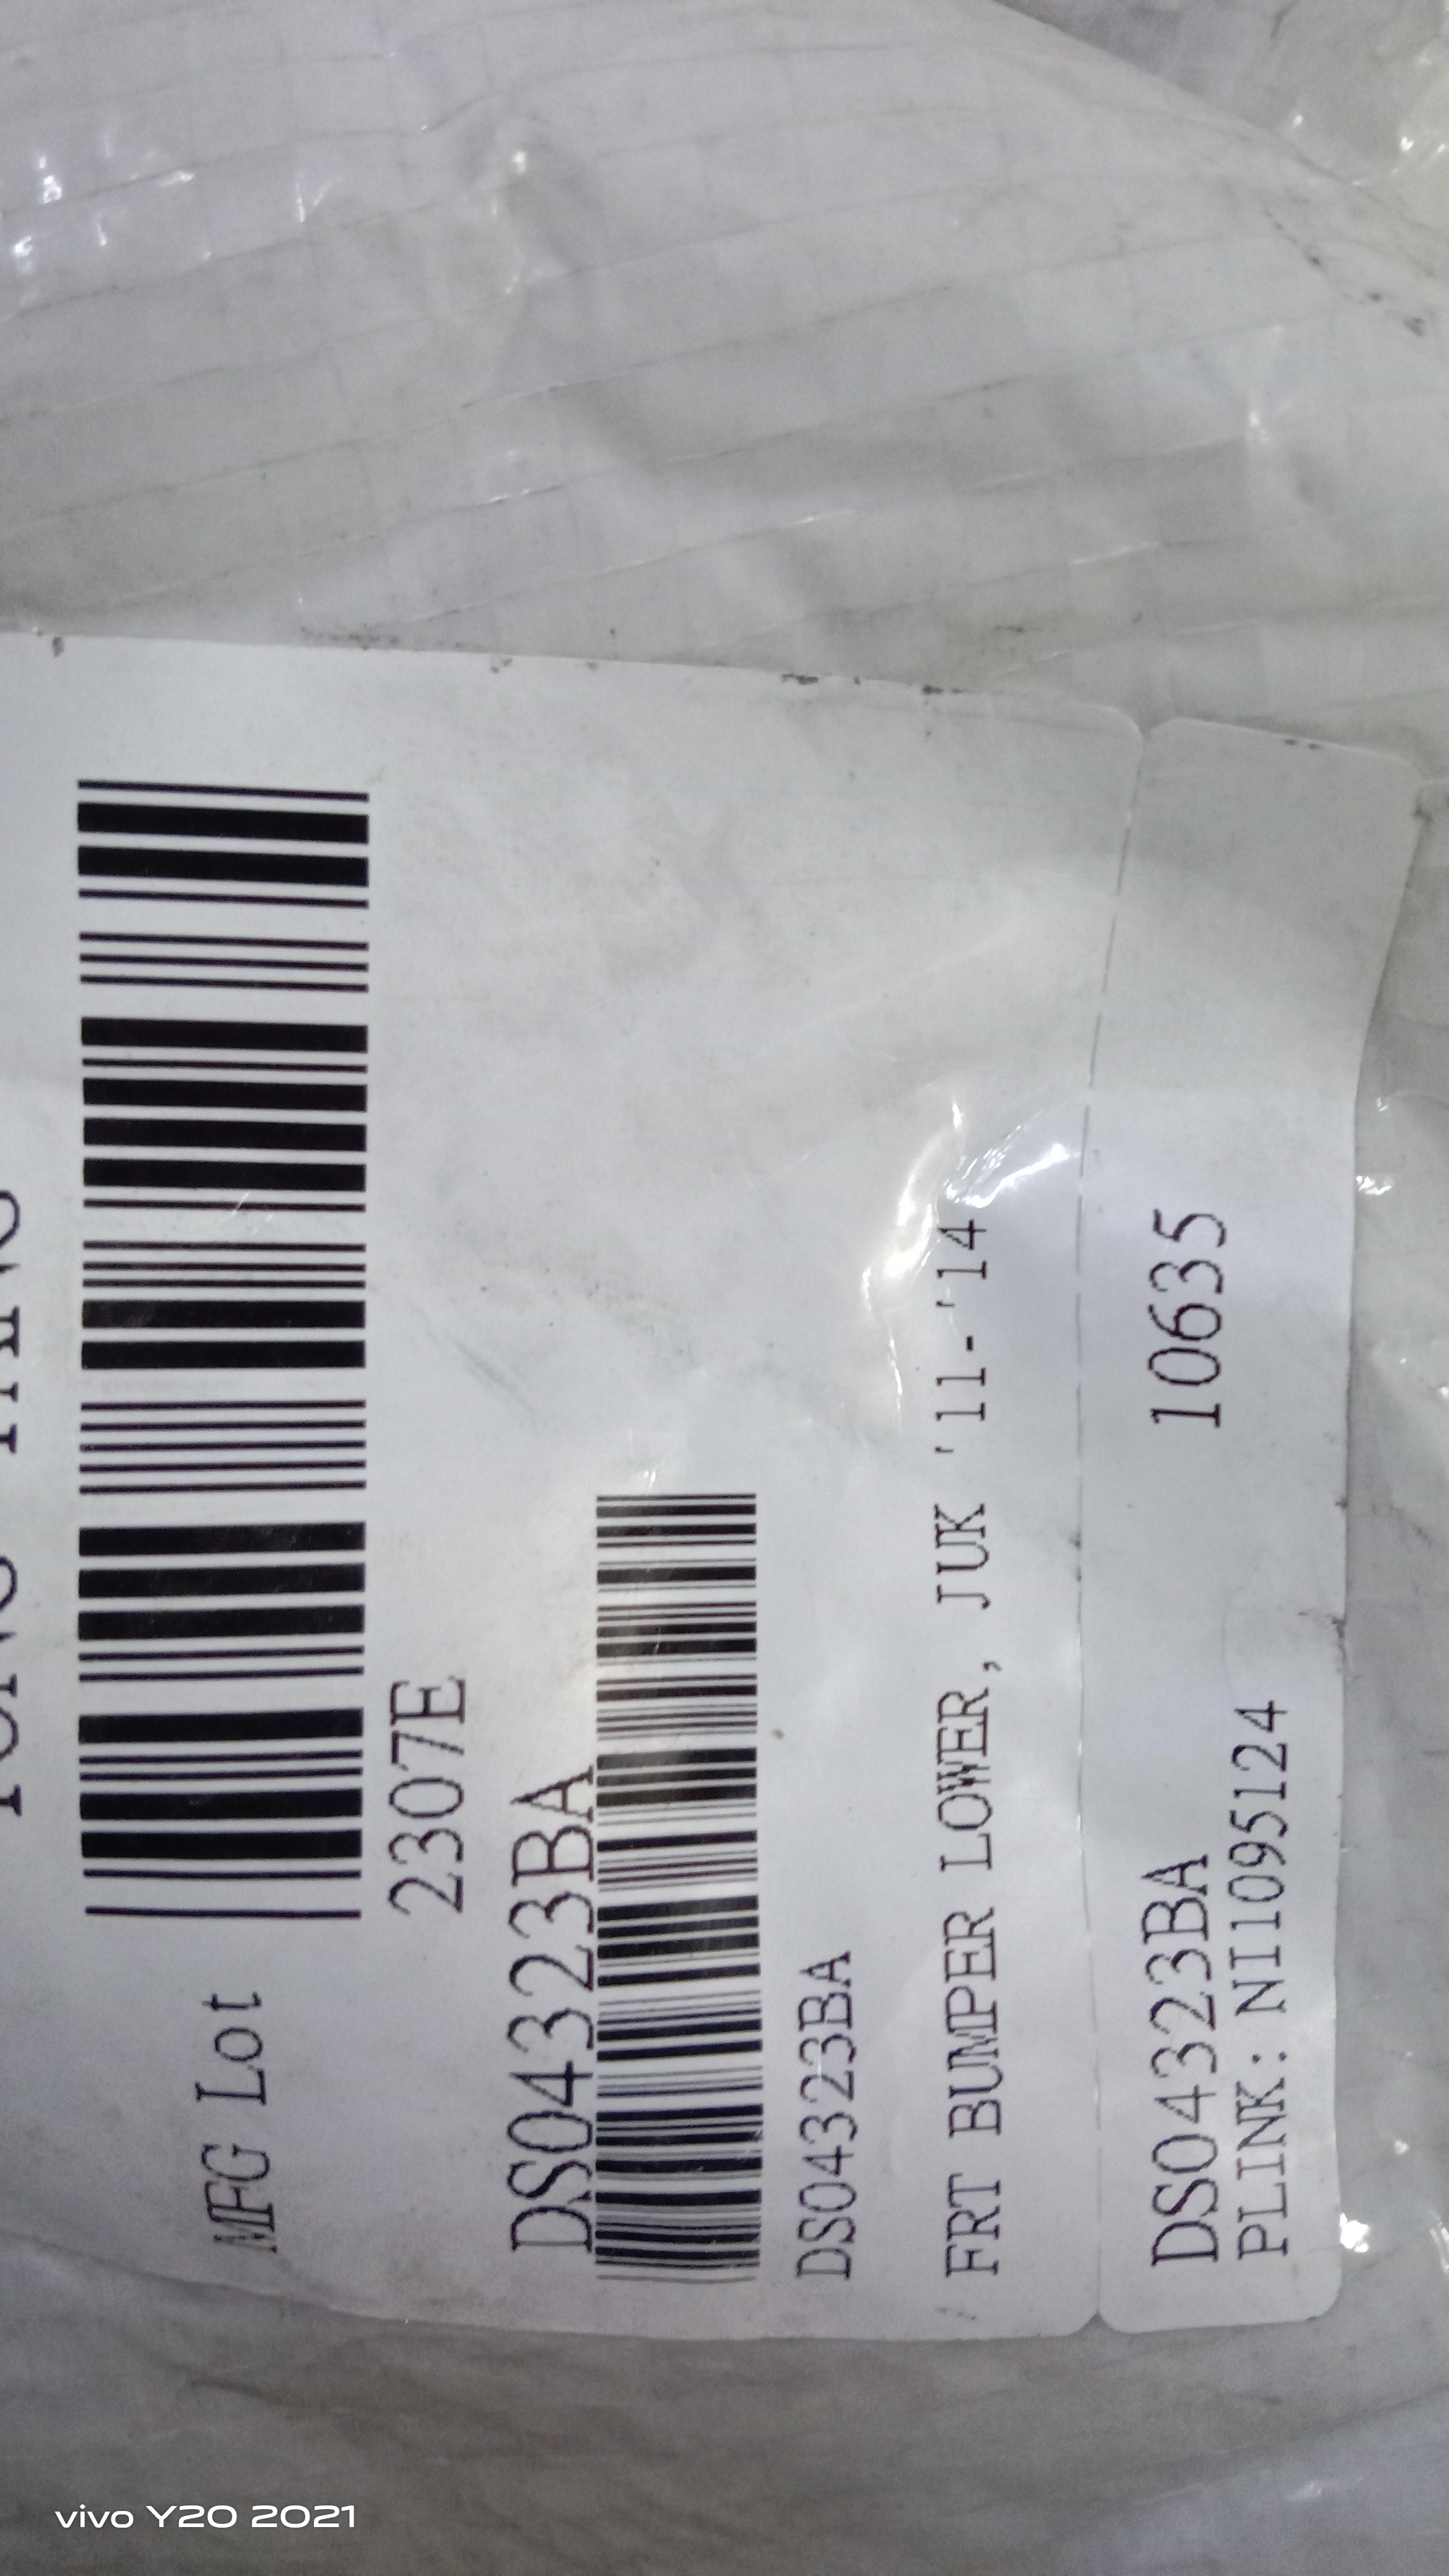 MFG Lot
2307E
DS04323BA
DS04323BA
FRT BUMPER LOWER, JUK '11-'14
DS04323BA 10635
PLINK: NI1095124
vivo Y20 2021